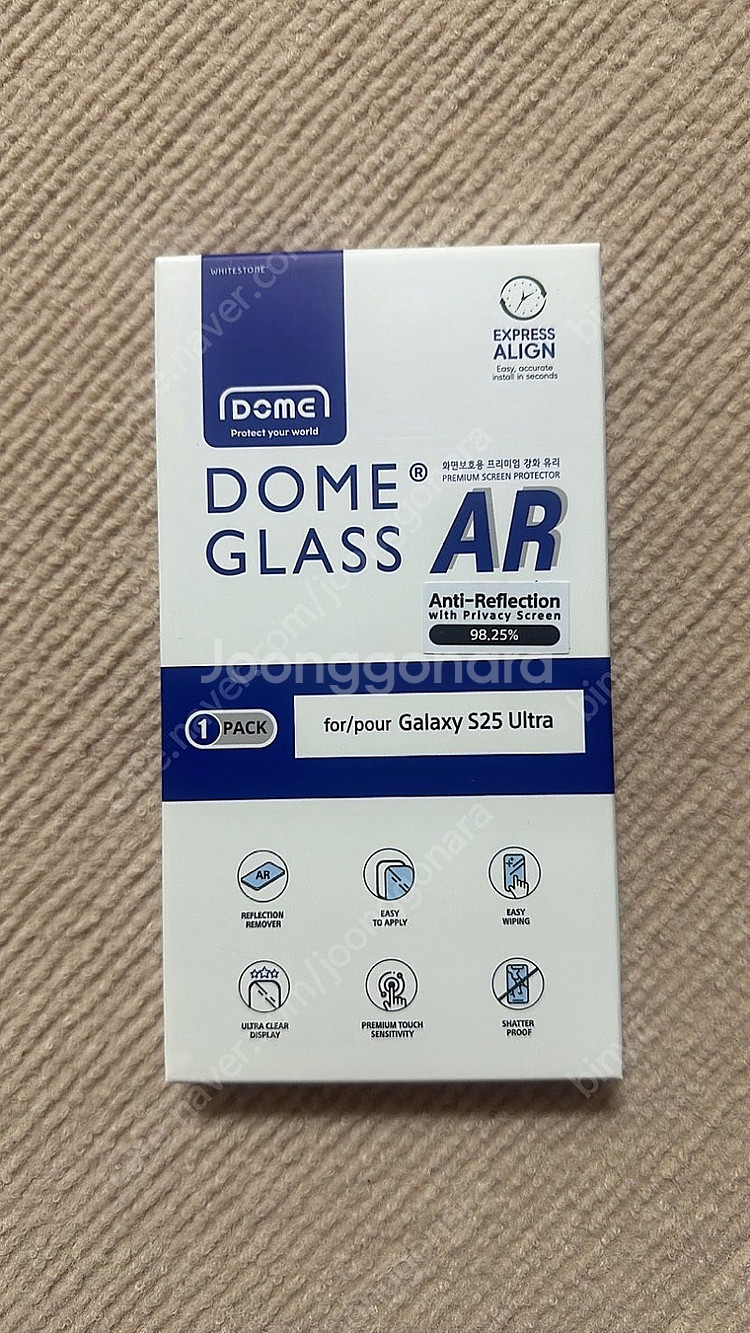 WHITESTONE
DOME
Protect your world
EXPRESS
ALIGN
Easy, accurate
install in seconds
DOME®
GLASS
화면보호용 프리미엄 강화 유리
PREMIUM SCREEN PROTECTOR
AR
Anti-Reflection
with Privacy Screen
98.25%
Joonggonara
1 PACK
for/pour Galaxy S25 Ultra
AR
REFLECTION
REMOVER
EASY
TO APPLY
EASY
WIPING
ULTRA CLEAR
DISPLAY
PREMIUM TOUCH
SENSITIVITY
SHATTER
PROOF